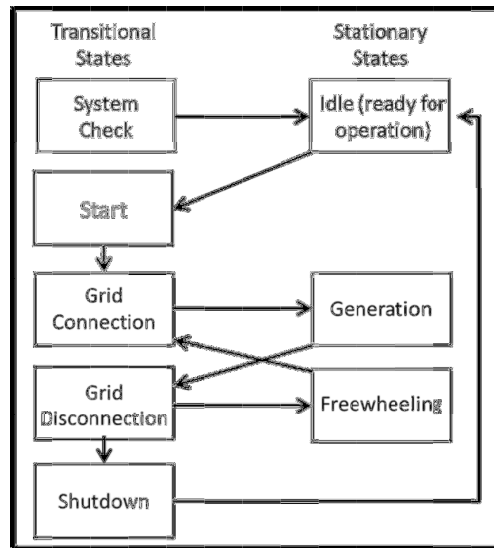 Transitional
States
Stationary
States
System
Check
Idle (ready for
operation)
Start
Grid
Connection
Generation
Grid
Disconnection
Freewheeling
Shutdown